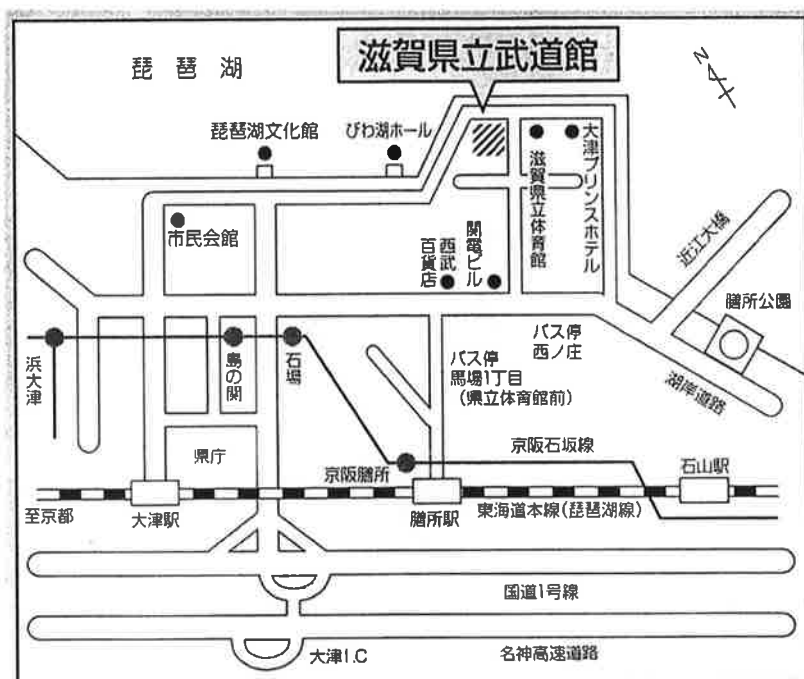 滋賀県立武道館
琵琶湖
N
琵琶湖文化館
びわ湖ホール
滋賀県立体育館
大津プリンスホテル
市民会館
西武
百貨店
関電ビル
近江大橋
膳所公園
浜大津
島の関
石場
バス停
馬場1丁目
(県立体育館前)
バス停
西ノ庄
湖岸道路
県庁
京阪膳所
京阪石坂線
石山駅
至京都
大津駅
膳所駅
東海道本線(琵琶湖線)
国道1号線
大津I.C
名神高速道路